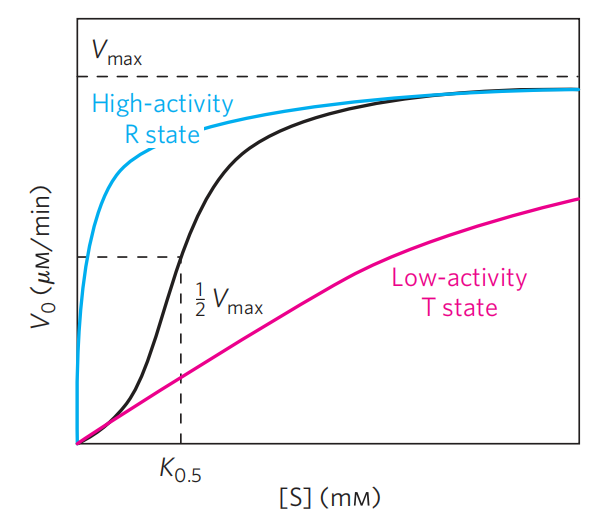 Vmax
High-activity
R state
½ Vmax
Low-activity
T state
V0 (μM/min)
K0.5
[S] (mM)